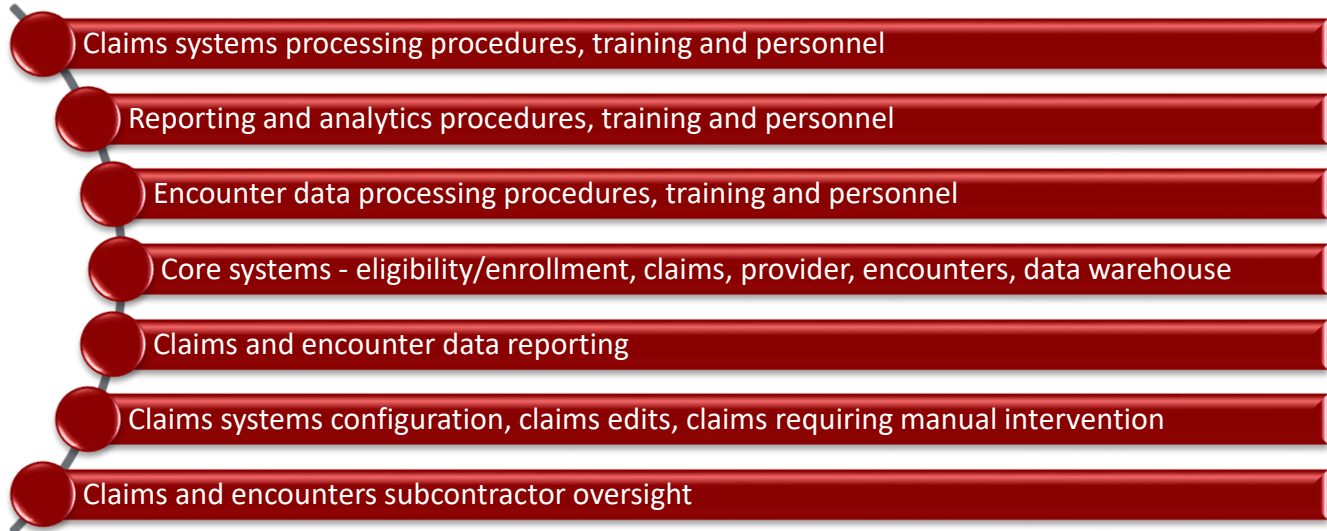 Claims systems processing procedures, training and personnel
Reporting and analytics procedures, training and personnel
Encounter data processing procedures, training and personnel
Core systems - eligibility/enrollment, claims, provider, encounters, data warehouse
Claims and encounter data reporting
Claims systems configuration, claims edits, claims requiring manual intervention
Claims and encounters subcontractor oversight